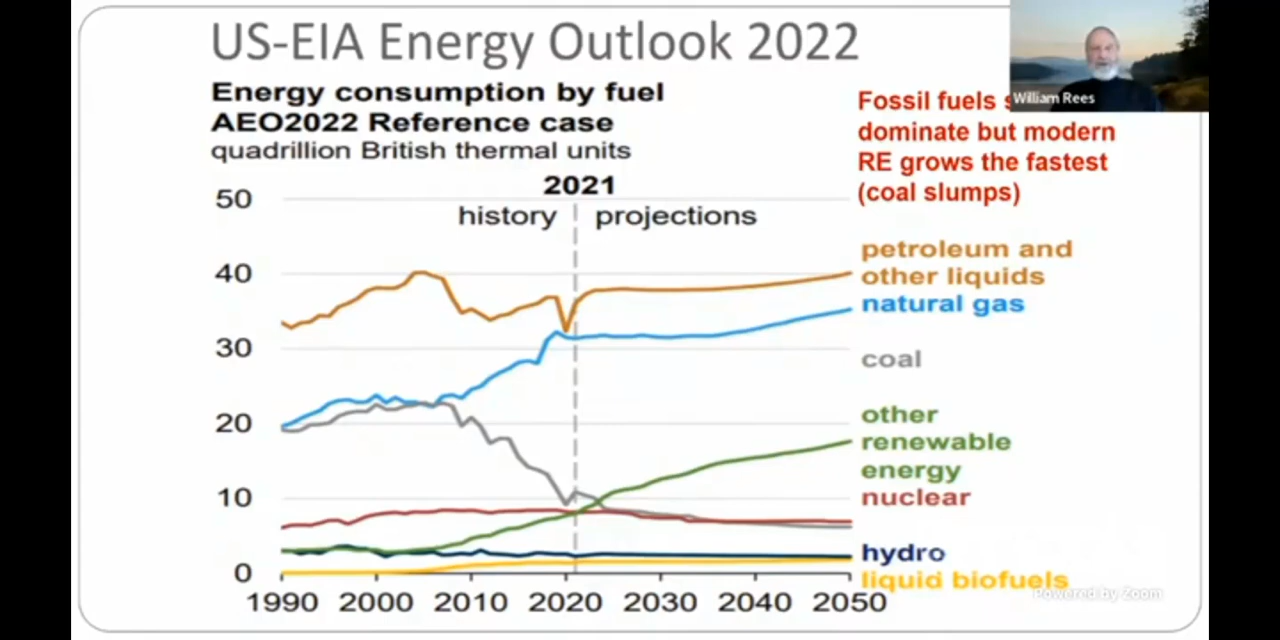 US-EIA Energy Outlook 2022
William Rees
Energy consumption by fuel
AEO2022 Reference case
quadrillion British thermal units
Fossil fuels
dominate but modern
RE grows the fastest
(coal slumps)
2021
history projections
50
40
30
20
10
0
petroleum and
other liquids
natural gas
coal
other
renewable
energy
nuclear
hydro
liquid biofuels
1990 2000 2010 2020 2030 2040 2050
Powered by Zoom